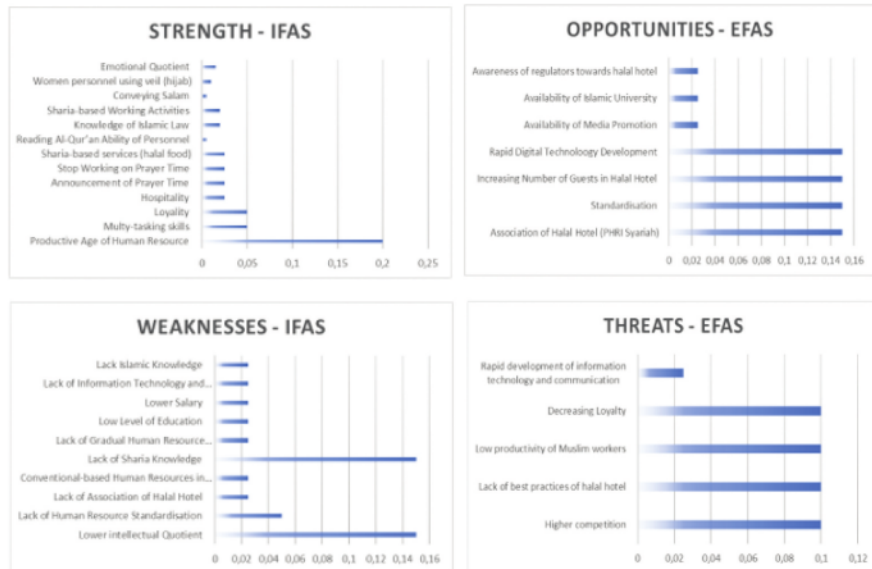 STRENGTH - IFAS
Emotional Quotient
Women personnel using veil (hijab)
Conveying Salam
Sharia-based Working Activities
Knowledge of Islamic Law
Reading Al-Qur'an Ability of Personnel
Sharia-based services (halal food)
Stop Working on Prayer Time
Announcement of Prayer Time
Hospitality
Loyality
Multy-tasking skills
Productive Age of Human Resource
0 0,05 0,1 0,15 0,2 0,25
OPPORTUNITIES - EFAS
Awareness of regulators towards halal hotel
Availability of Islamic University
Availability of Media Promotion
Rapid Digital Technoloogy Development
Increasing Number of Guests in Halal Hotel
Standardisation
Association of Halal Hotel (PHRI Syariah)
0 0,02 0,04 0,06 0,08 0,1 0,12 0,14 0,16
WEAKNESSES - IFAS
Lack Islamic Knowledge
Lack of Information Technology and...
Lower Salary
Low Level of Education
Lack of Gradual Human Resource...
Lack of Sharia Knowledge
Conventional-based Human Resources in...
Lack of Association of Halal Hotel
Lack of Human Resource Standardisation
Lower intellectual Quotient
0 0,02 0,04 0,06 0,08 0,1 0,12 0,14 0,16
THREATS - EFAS
Rapid development of information
technology and communication
Decreasing Loyalty
Low productivity of Muslim workers
Lack of best practices of halal hotel
Higher competition
0 0,02 0,04 0,06 0,08 0,1 0,12